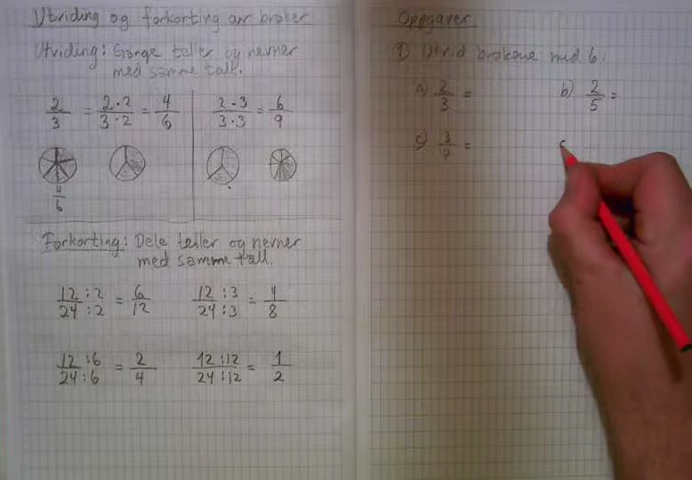 Utviding og forkorting av brøker
Utviding: Gange teller og nevner
med samme tall.
2/3 = 2·2/3·2 = 4/6
2·3/3·3 = 6/9
4/6
Forkorting: Dele teller og nevner
med samme tall.
12:2/24:2 = 6/12
12:3/24:3 = 4/8
12:6/24:6 = 2/4
12:12/24:12 = 1/2
Oppgaver
1) Utvid brøkene med 6:
a) 2/3 =
b) 2/5 =
c) 3/7 =